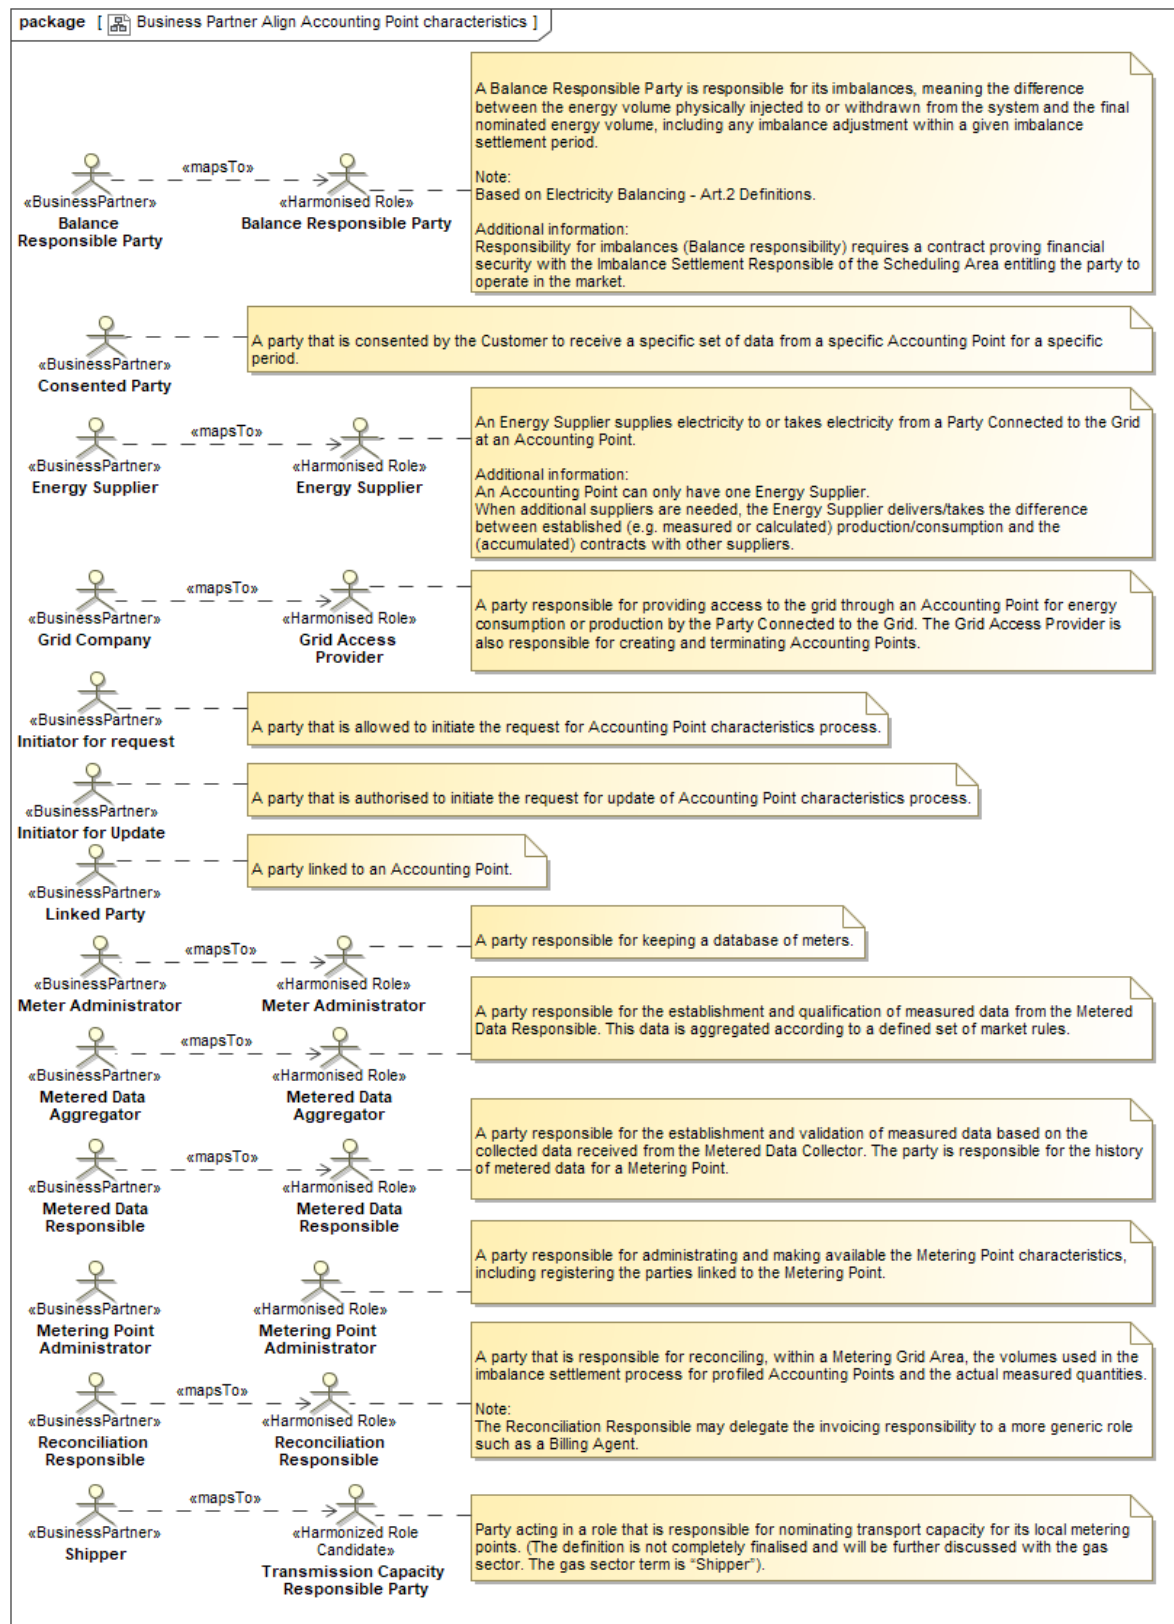 package [ Business Partner Align Accounting Point characteristics ]
A Balance Responsible Party is responsible for its imbalances, meaning the difference
between the energy volume physically injected to or withdrawn from the system and the final
nominated energy volume, including any imbalance adjustment within a given imbalance
settlement period.
Note:
Based on Electricity Balancing - Art.2 Definitions.
Additional information:
Responsibility for imbalances (Balance responsibility) requires a contract proving financial
security with the Imbalance Settlement Responsible of the Scheduling Area entitling the party to
operate in the market.
«mapsTo»
«BusinessPartner»
Balance
Responsible Party
«Harmonised Role»
Balance Responsible Party
A party that is consented by the Customer to receive a specific set of data from a specific Accounting Point for a specific
period.
«BusinessPartner»
Consented Party
An Energy Supplier supplies electricity to or takes electricity from a Party Connected to the Grid
at an Accounting Point.
Additional information:
An Accounting Point can only have one Energy Supplier.
When additional suppliers are needed, the Energy Supplier delivers/takes the difference
between established (e.g. measured or calculated) production/consumption and the
(accumulated) contracts with other suppliers.
«mapsTo»
«BusinessPartner»
Energy Supplier
«Harmonised Role»
Energy Supplier
«mapsTo»
«BusinessPartner»
Grid Company
«Harmonised Role»
Grid Access
Provider
A party responsible for providing access to the grid through an Accounting Point for energy
consumption or production by the Party Connected to the Grid. The Grid Access Provider is
also responsible for creating and terminating Accounting Points.
«BusinessPartner»
Initiator for request
A party that is allowed to initiate the request for Accounting Point characteristics process.
«BusinessPartner»
Initiator for Update
A party that is authorised to initiate the request for update of Accounting Point characteristics process.
«BusinessPartner»
Linked Party
A party linked to an Accounting Point.
«mapsTo»
«BusinessPartner»
Meter Administrator
«Harmonised Role»
Meter Administrator
A party responsible for keeping a database of meters.
«mapsTo»
«BusinessPartner»
Metered Data
Aggregator
«Harmonised Role»
Metered Data
Aggregator
A party responsible for the establishment and qualification of measured data from the Metered
Data Responsible. This data is aggregated according to a defined set of market rules.
«mapsTo»
«BusinessPartner»
Metered Data
Responsible
«Harmonised Role»
Metered Data
Responsible
A party responsible for the establishment and validation of measured data based on the
collected data received from the Metered Data Collector. The party is responsible for the history
of metered data for a Metering Point.
«BusinessPartner»
Metering Point
Administrator
«Harmonised Role»
Metering Point
Administrator
A party responsible for administrating and making available the Metering Point characteristics,
including registering the parties linked to the Metering Point.
«mapsTo»
«BusinessPartner»
Reconciliation
Responsible
«Harmonised Role»
Reconciliation
Responsible
A party that is responsible for reconciling, within a Metering Grid Area, the volumes used in the
imbalance settlement process for profiled Accounting Points and the actual measured quantities.
Note:
The Reconciliation Responsible may delegate the invoicing responsibility to a more generic role
such as a Billing Agent.
«mapsTo»
«BusinessPartner»
Shipper
«Harmonized Role
Candidate»
Transmission Capacity
Responsible Party
Party acting in a role that is responsible for nominating transport capacity for its local metering
points. (The definition is not completely finalised and will be further discussed with the gas
sector. The gas sector term is “Shipper”).